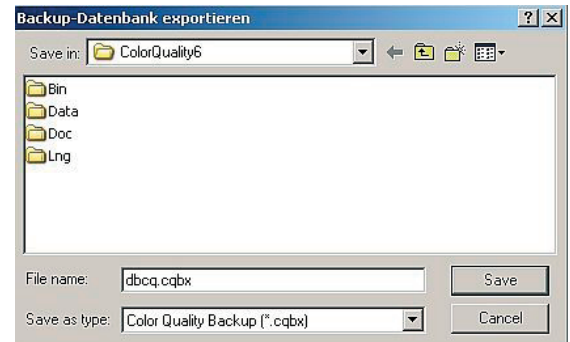 Backup-Datenbank exportieren
Save in: ColorQuality6
Bin
Data
Doc
Lng
File name: dbcq.cqbx Save
Save as type: Color Quality Backup (*.cqbx) Cancel